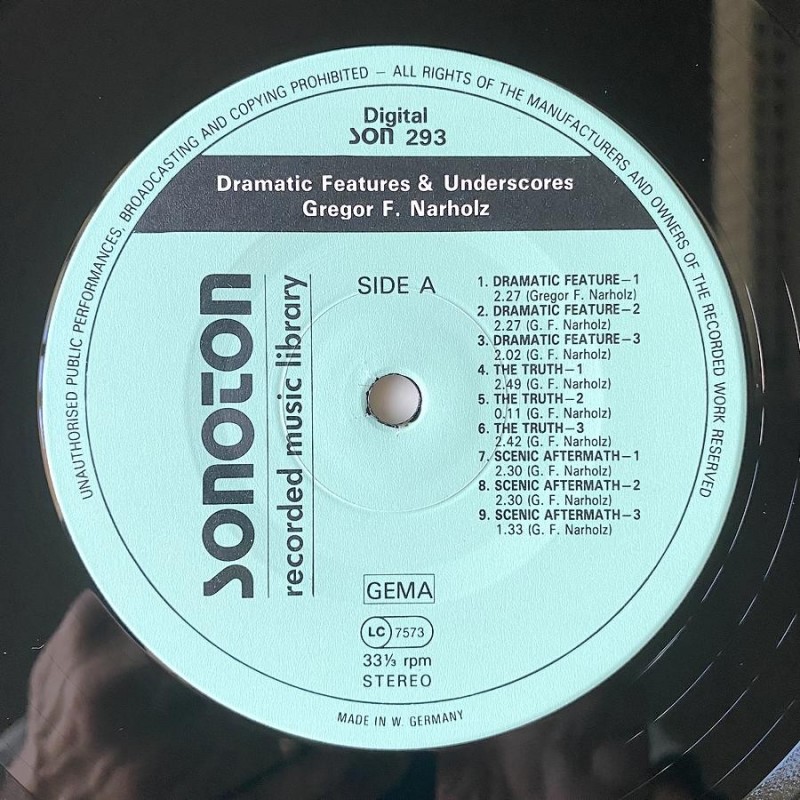 UNAUTHORISED PUBLIC PERFORMANCES, BROADCASTING AND COPYING PROHIBITED – ALL RIGHTS OF THE MANUFACTURERS AND OWNERS OF THE RECORDED WORK RESERVED
Digital
SON 293
Dramatic Features & Underscores
Gregor F. Narholz
sonoton
recorded music library
SIDE A
1. DRAMATIC FEATURE–1
2.27 (Gregor F. Narholz)
2. DRAMATIC FEATURE–2
2.27 (G. F. Narholz)
3. DRAMATIC FEATURE–3
2.02 (G. F. Narholz)
4. THE TRUTH–1
2.49 (G. F. Narholz)
5. THE TRUTH–2
0.11 (G. F. Narholz)
6. THE TRUTH–3
2.42 (G. F. Narholz)
7. SCENIC AFTERMATH–1
2.30 (G. F. Narholz)
8. SCENIC AFTERMATH–2
2.30 (G. F. Narholz)
9. SCENIC AFTERMATH–3
1.33 (G. F. Narholz)
GEMA
LC 7573
33⅓ rpm
STEREO
MADE IN W. GERMANY